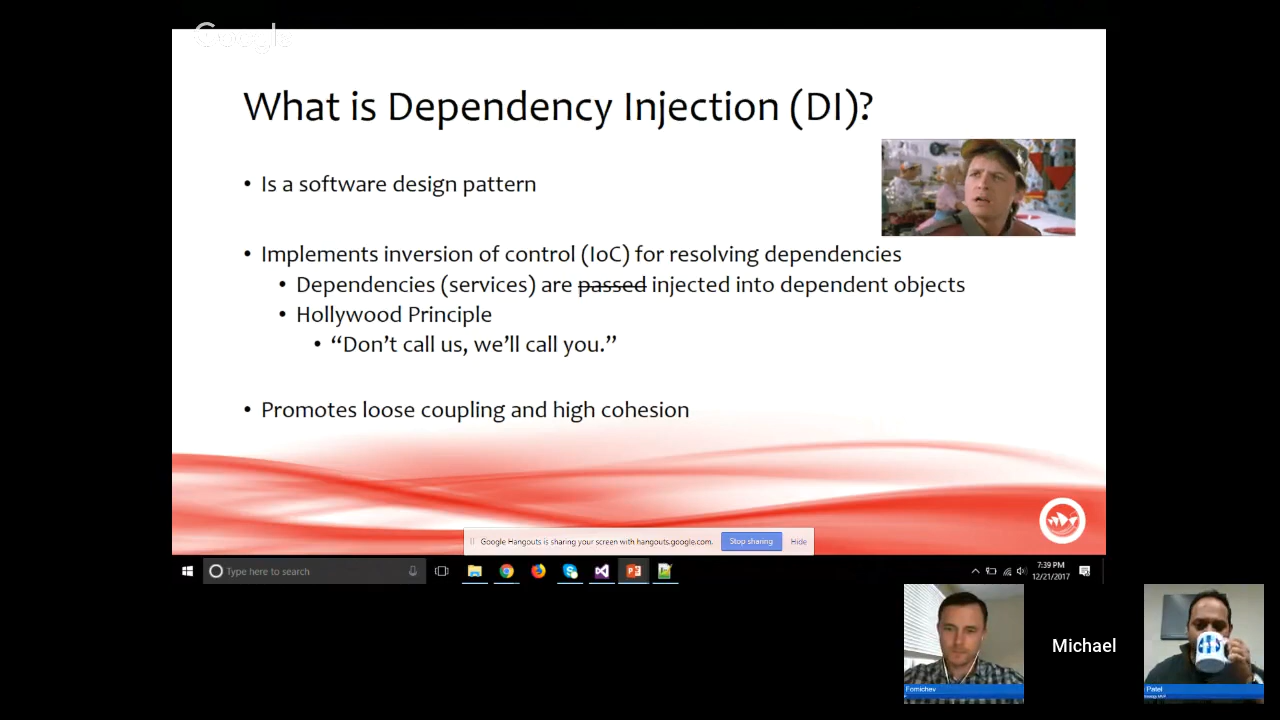 Google
What is Dependency Injection (DI)?
• Is a software design pattern
• Implements inversion of control (IoC) for resolving dependencies
• Dependencies (services) are passed injected into dependent objects
• Hollywood Principle
• “Don’t call us, we’ll call you.”
• Promotes loose coupling and high cohesion
Google Hangouts is sharing your screen with hangouts.google.com. Stop sharing Hide
Type here to search
7:39 PM
12/21/2017
Michael
Fomichev
Patel